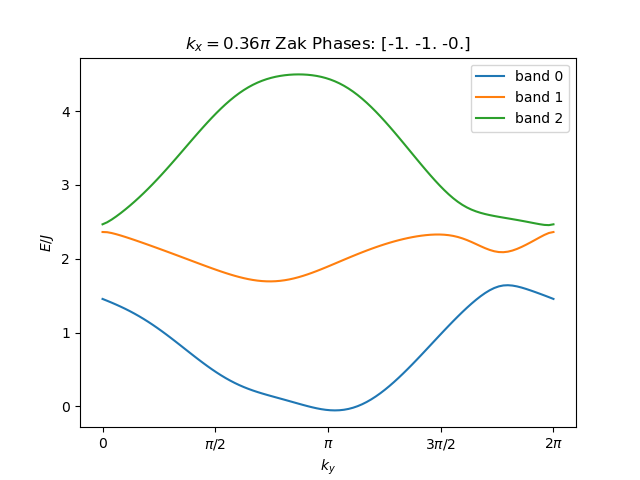 $k_x = 0.36\pi$ Zak Phases: [-1. -1. -0.]
band 0
band 1
band 2
4
3
2
1
0
E/J
0
π/2
π
3π/2
2π
$k_y$